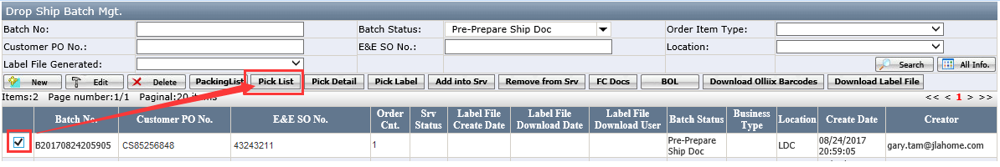 Drop Ship Batch Mgt.
Batch No: Batch Status: Pre-Prepare Ship Doc Order Item Type:
Customer PO No.: E&E SO No.: Location:
Label File Generated:
Search All Info.
New Edit Delete PackingList Pick List Pick Detail Pick Label Add into Srv Remove from Srv FC Docs BOL Download Olliix Barcodes Download Label File
Items:2 Page number:1/1 Paginal:20 items << < 1 > >>
Batch No. Customer PO No. E&E SO No. Order Cnt. Srv Status Label File Create Date Label File Download Date Label File Download User Batch Status Business Type Location Create Date Creator
B20170824205905 CS85256848 43243211 1 Pre-Prepare Ship Doc LDC 08/24/2017 20:59:05 gary.tam@jlahome.com